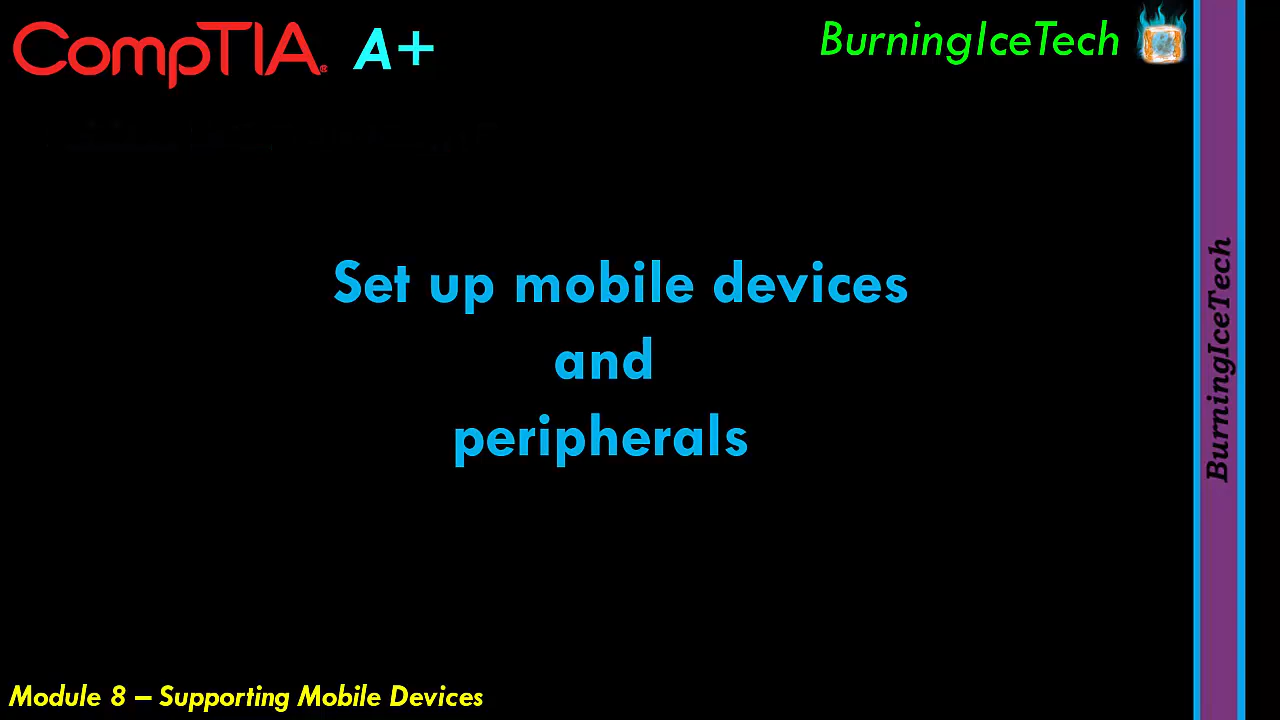 CompTIA® A+
BurningIceTech
Set up mobile devices
and
peripherals
BurningIceTech
Module 8 – Supporting Mobile Devices